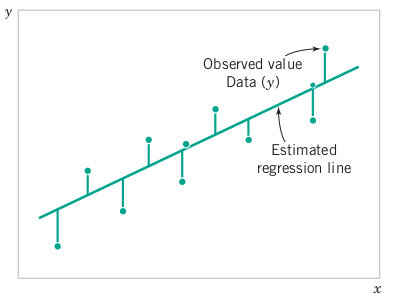 y
Observed value
Data (y)
Estimated
regression line
x